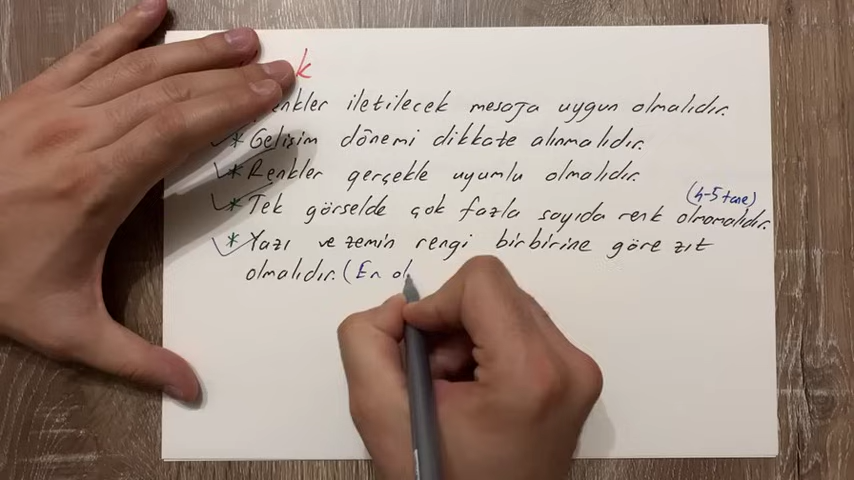 k
iletilecek mesaja uygun olmalıdır.
* Gelişim dönemi dikkate alınmalıdır.
* Renkler gerçekle uyumlu olmalıdır.
(4-5 tane)
* Tek görselde çok fazla sayıda renk olmamalıdır.
* Yazı ve zemin rengi birbirine göre zıt
olmalıdır. (En